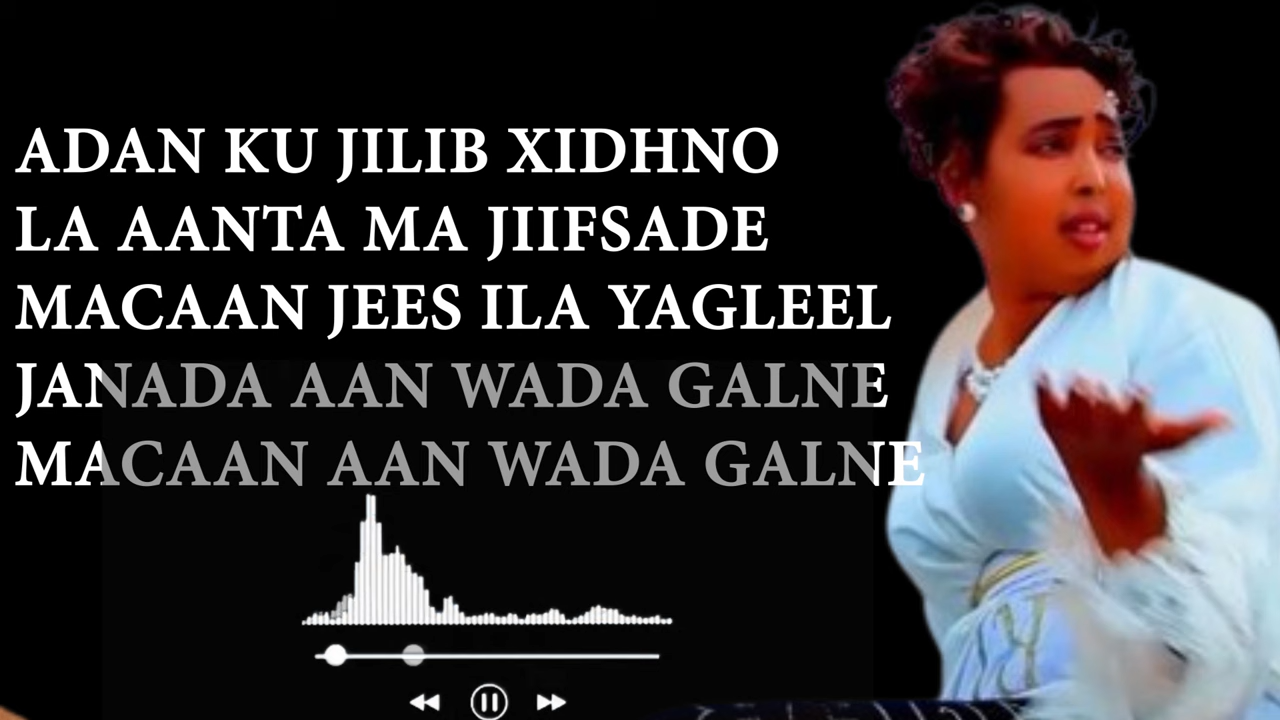 ADAN KU JILIB XIDHNO
LA AANTA MA JIIFSADE
MACAAN JEES ILA YAGLEEL
JANADA AAN WADA GALNE
MACAAN AAN WADA GALNE